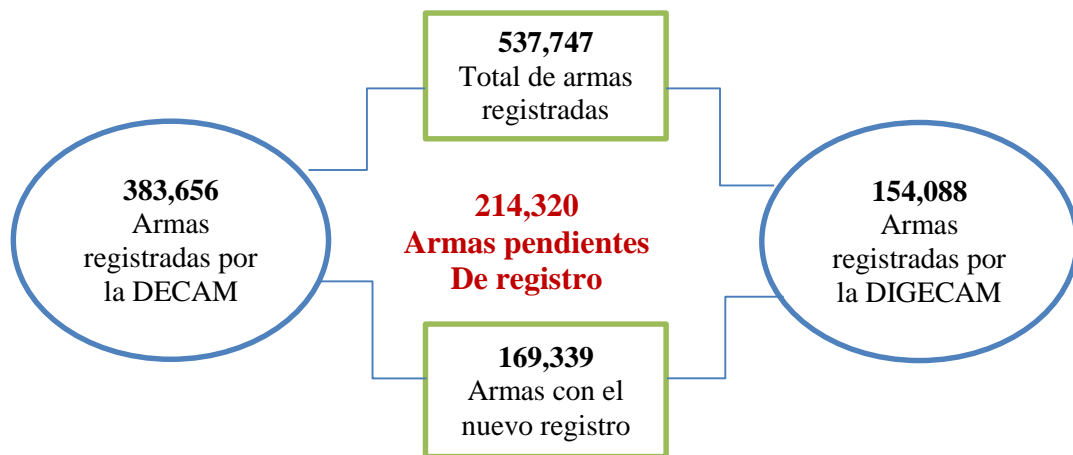 537,747
Total de armas
registradas
383,656
Armas
registradas por
la DECAM
214,320
Armas pendientes
De registro
154,088
Armas
registradas por
la DIGECAM
169,339
Armas con el
nuevo registro